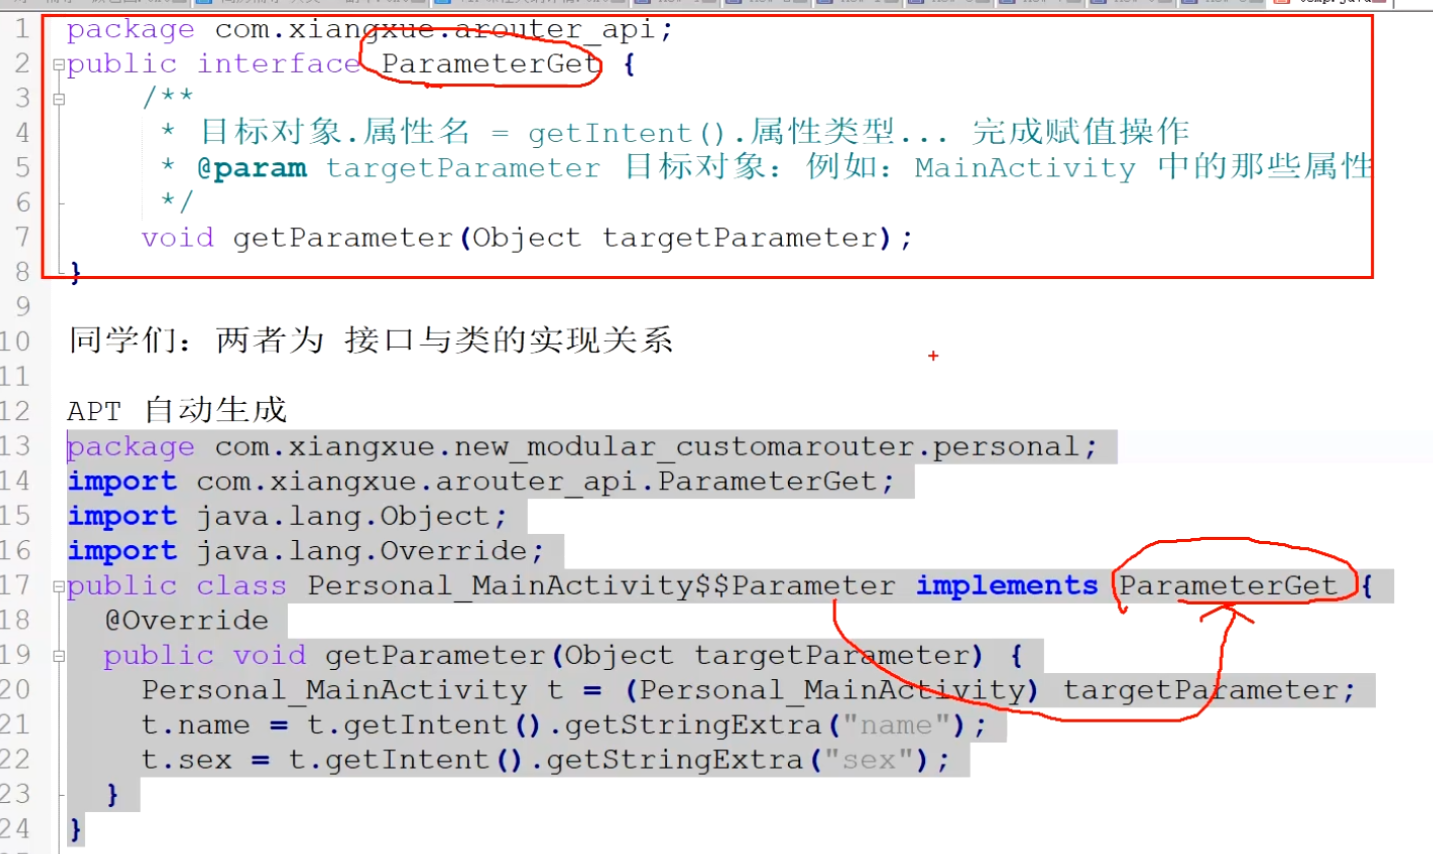 1 package com.xiangxue.arouter_api;
2 public interface ParameterGet {
3 /**
4 * 目标对象.属性名 = getIntent().属性类型... 完成赋值操作
5 * @param targetParameter 目标对象：例如：MainActivity 中的那些属性
6 */
7 void getParameter(Object targetParameter);
8 }
9
10 同学们：两者为 接口与类的实现关系
11
12 APT 自动生成
13 package com.xiangxue.new_modular_customarouter.personal;
14 import com.xiangxue.arouter_api.ParameterGet;
15 import java.lang.Object;
16 import java.lang.Override;
17 public class Personal_MainActivity$$Parameter implements ParameterGet {
18 @Override
19 public void getParameter(Object targetParameter) {
20 Personal_MainActivity t = (Personal_MainActivity) targetParameter;
21 t.name = t.getIntent().getStringExtra("name");
22 t.sex = t.getIntent().getStringExtra("sex");
23 }
24 }